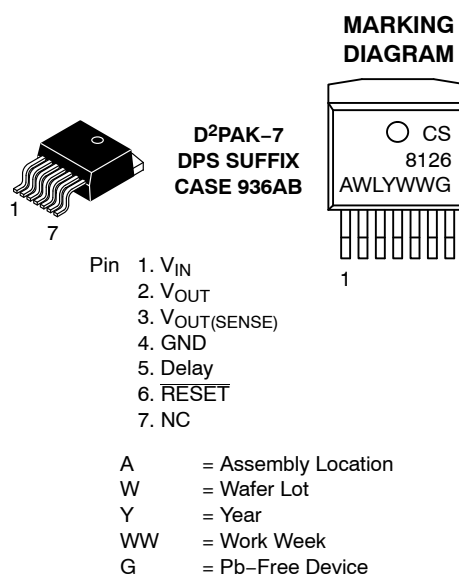 MARKING
DIAGRAM
D²PAK−7
DPS SUFFIX
CASE 936AB
CS
8126
AWLYWWG
1
7
1
Pin 1. VIN
2. VOUT
3. VOUT(SENSE)
4. GND
5. Delay
6. RESET
7. NC
A = Assembly Location
W = Wafer Lot
Y = Year
WW = Work Week
G = Pb−Free Device